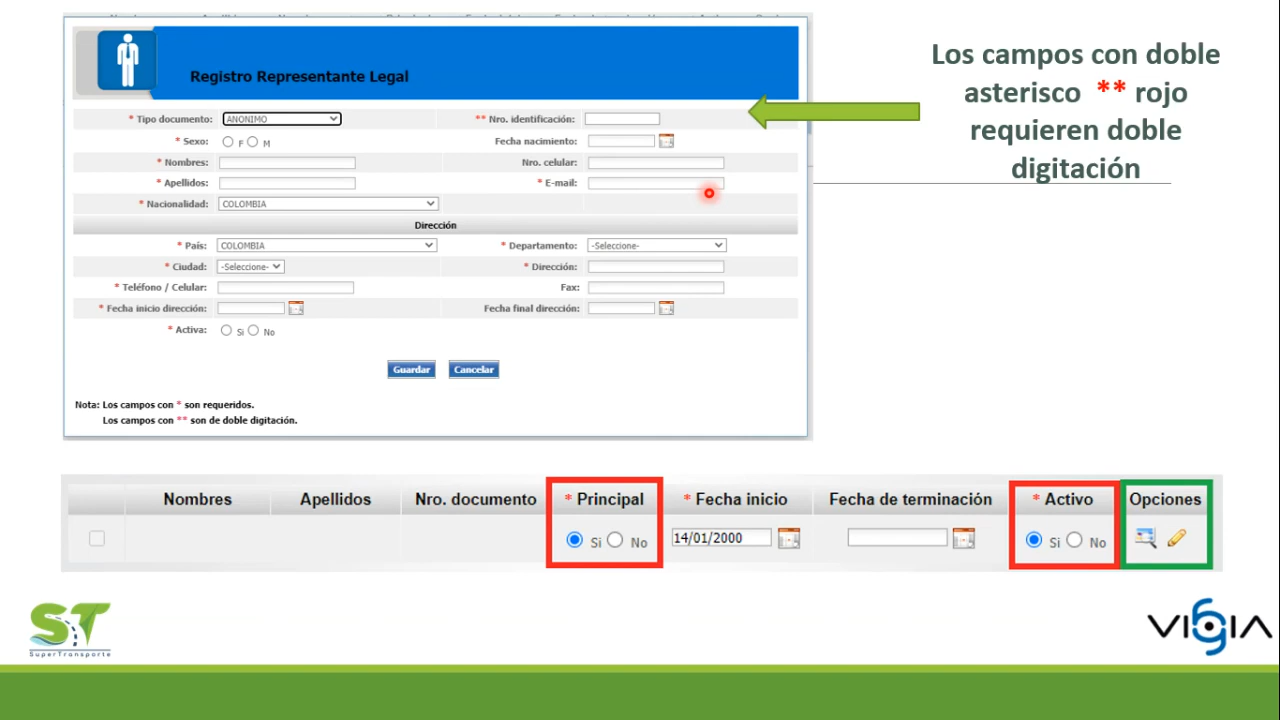 Registro Representante Legal
Los campos con doble
asterisco ** rojo
requieren doble
digitación
* Tipo documento: ANONIMO ** Nro. identificación:
* Sexo: F M Fecha nacimiento:
* Nombres: Nro. celular:
* Apellidos: * E-mail:
* Nacionalidad: COLOMBIA
Dirección
* País: COLOMBIA * Departamento: -Seleccione-
* Ciudad: -Seleccione- * Dirección:
* Teléfono / Celular: Fax:
* Fecha inicio dirección: Fecha final dirección:
* Activa: Si No
Guardar Cancelar
Nota: Los campos con * son requeridos.
Los campos con ** son de doble digitación.
Nombres Apellidos Nro. documento * Principal * Fecha inicio Fecha de terminación * Activo Opciones
Si No 14/01/2000 Si No
ST
SuperTransporte
VIGIA